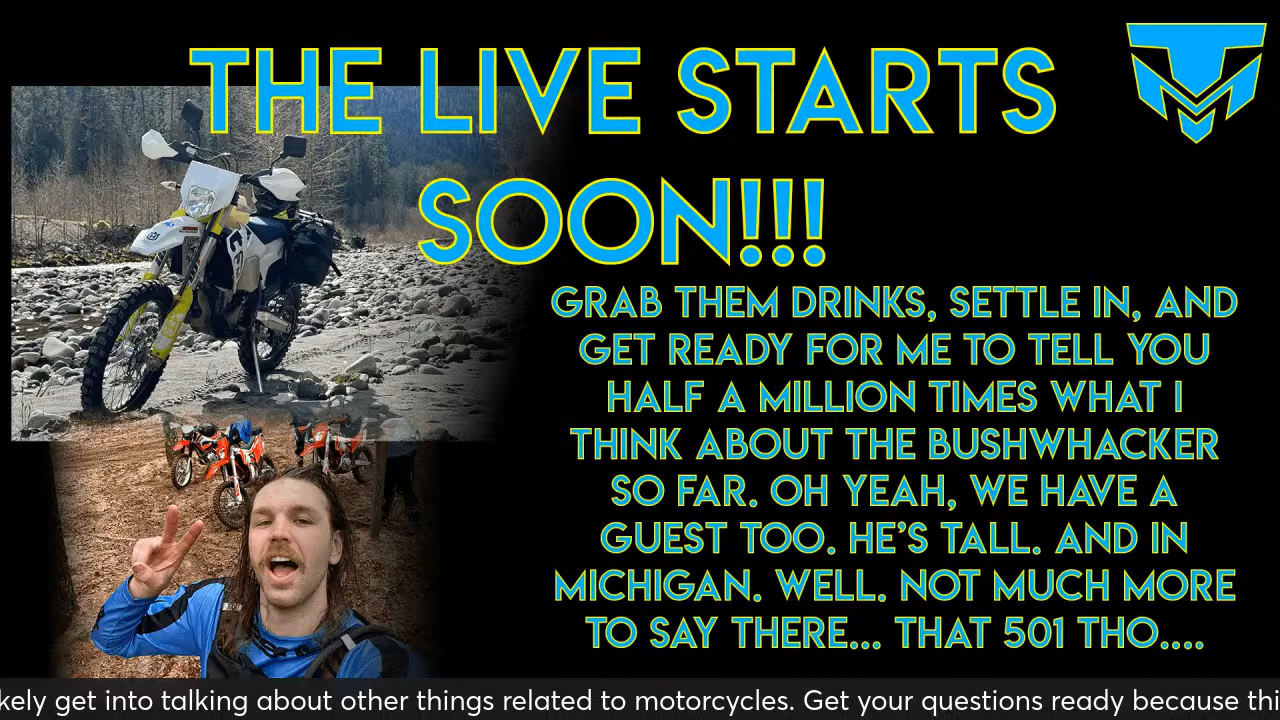 THE LIVE STARTS
SOON!!!
GRAB THEM DRINKS, SETTLE IN, AND
GET READY FOR ME TO TELL YOU
HALF A MILLION TIMES WHAT I
THINK ABOUT THE BUSHWHACKER
SO FAR. OH YEAH, WE HAVE A
GUEST TOO. HE'S TALL. AND IN
MICHIGAN. WELL. NOT MUCH MORE
TO SAY THERE... THAT 501 THO....
kely get into talking about other things related to motorcycles. Get your questions ready because thi